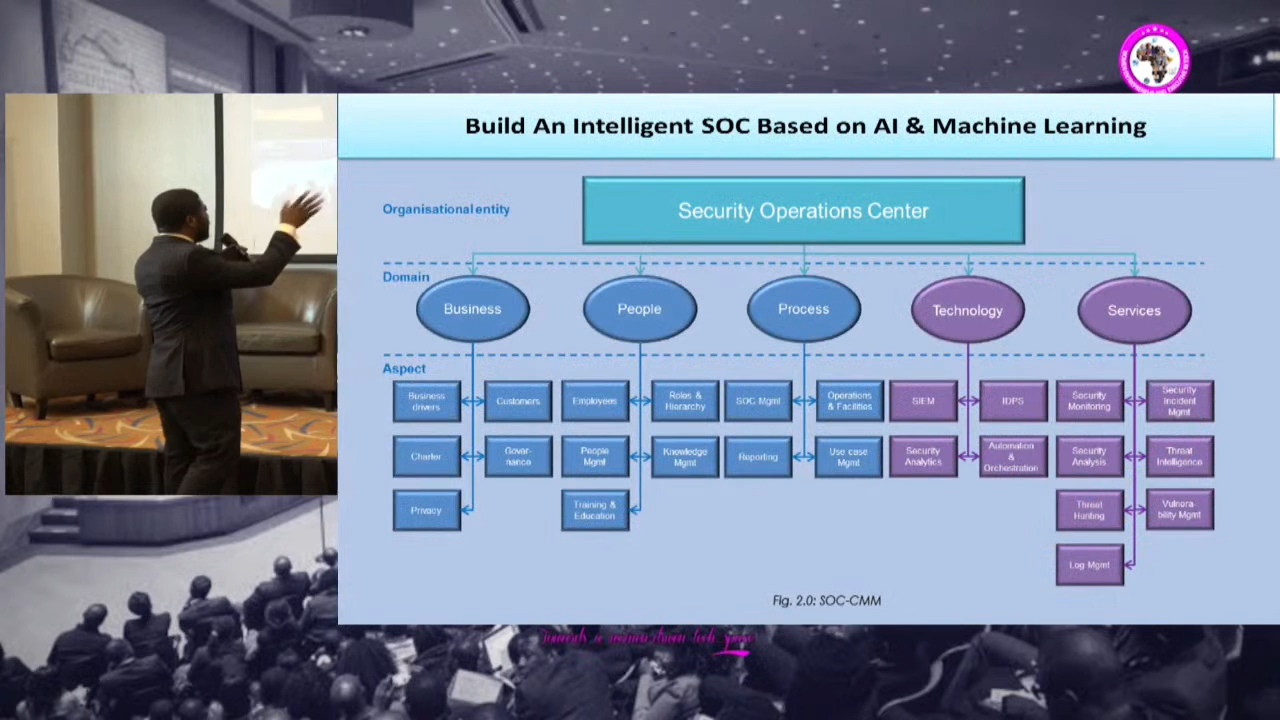 Build An Intelligent SOC Based on AI & Machine Learning
Organisational entity
Security Operations Center
Domain
Business
People
Process
Technology
Services
Aspect
Business
drivers
Customers
Employees
Roles &
Hierarchy
SOC Mgmt
Operations
& Facilities
SIEM
IDPS
Security
Monitoring
Security
Incident
Mgmt
Charter
Gover-
nance
People
Mgmt
Knowledge
Mgmt
Reporting
Use case
Mgmt
Security
Analytics
Automation
&
Orchestration
Security
Analysis
Threat
Intelligence
Privacy
Training &
Education
Threat
Hunting
Vulnera-
bility Mgmt
Log Mgmt
Fig. 2.0: SOC-CMM